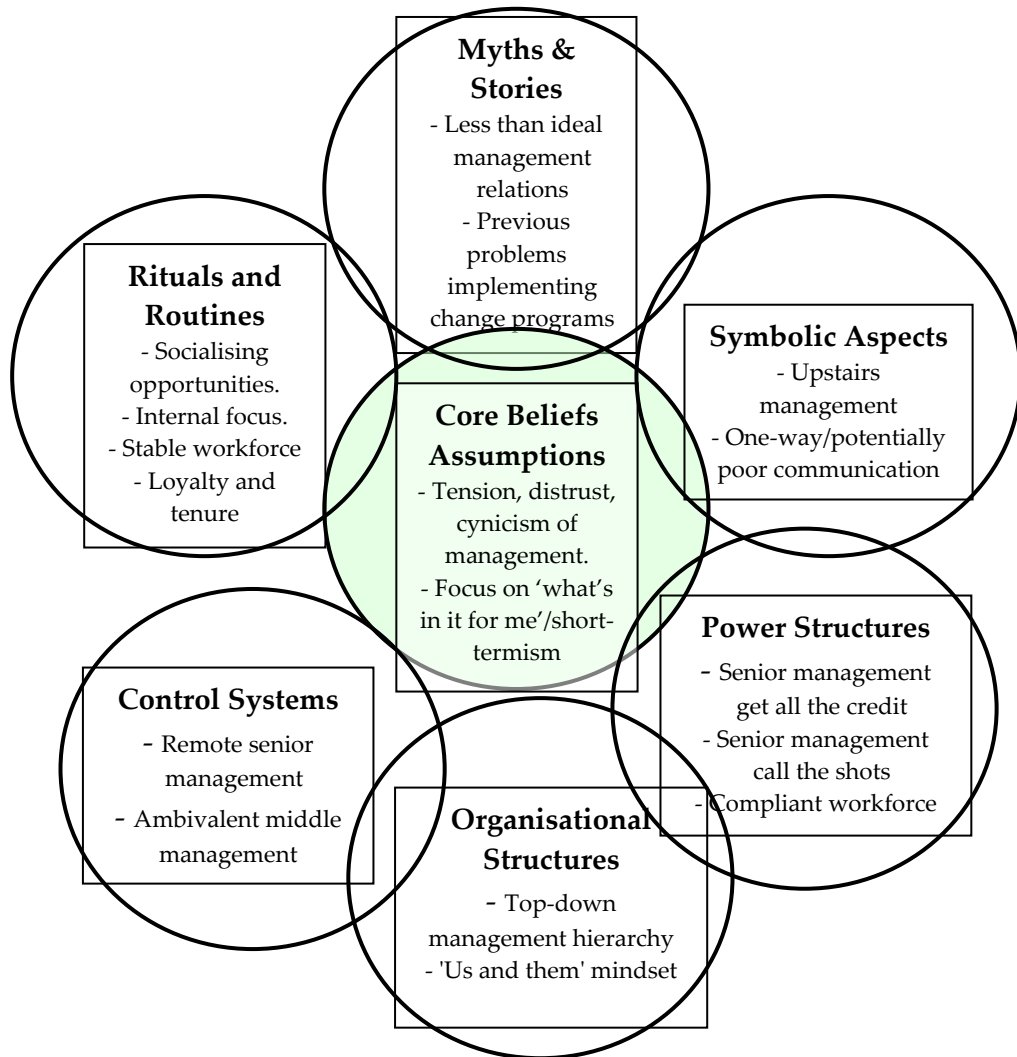 Myths &
Stories
- Less than ideal
management
relations
- Previous
problems
implementing
change programs
Rituals and
Routines
- Socialising
opportunities.
- Internal focus.
- Stable workforce
- Loyalty and
tenure
Symbolic Aspects
- Upstairs
management
- One-way/potentially
poor communication
Core Beliefs
Assumptions
- Tension, distrust,
cynicism of
management.
- Focus on ‘what’s
in it for me’/short-
termism
Power Structures
- Senior management
get all the credit
- Senior management
call the shots
- Compliant workforce
Control Systems
- Remote senior
management
- Ambivalent middle
management
Organisational
Structures
- Top-down
management hierarchy
- 'Us and them' mindset